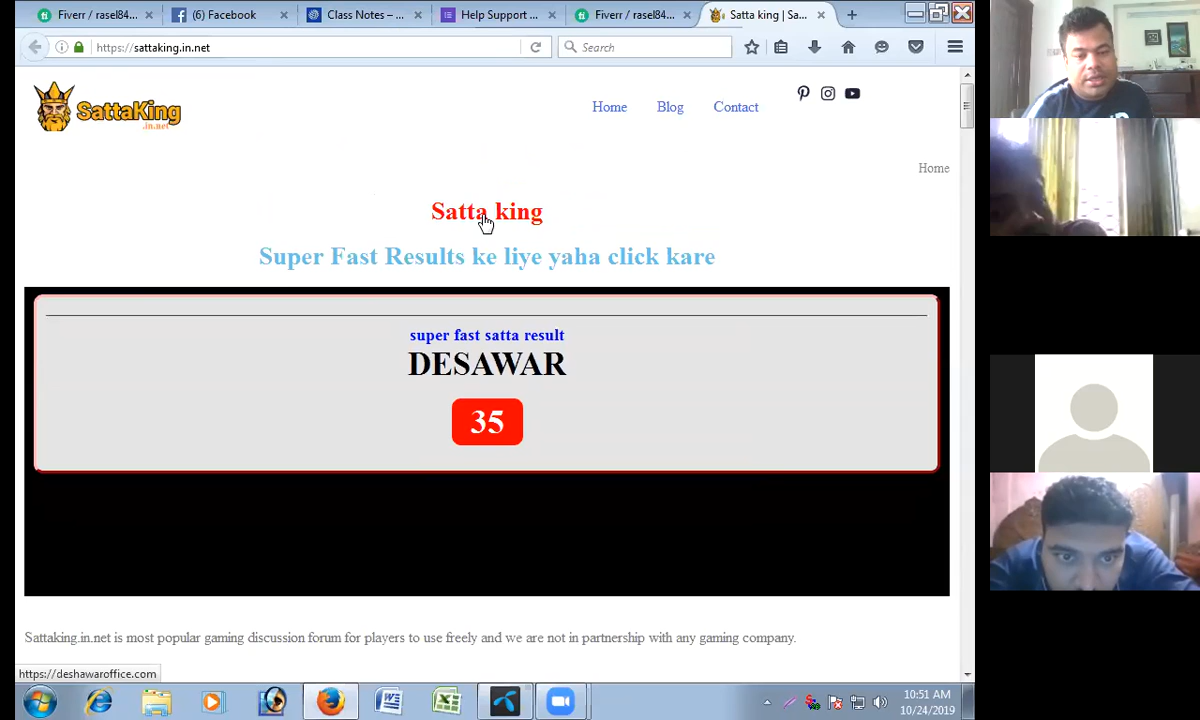 Fiverr / rasel84...
(6) Facebook
Class Notes – ...
Help Support ...
Fiverr / rasel84...
Satta king | Sa...
https://sattaking.in.net
Search
SattaKing
.in.net
Home
Blog
Contact
Home
Satta king
Super Fast Results ke liye yaha click kare
super fast satta result
DESAWAR
35
Sattaking.in.net is most popular gaming discussion forum for players to use freely and we are not in partnership with any gaming company.
https://deshawaroffice.com
10:51 AM
10/24/2019